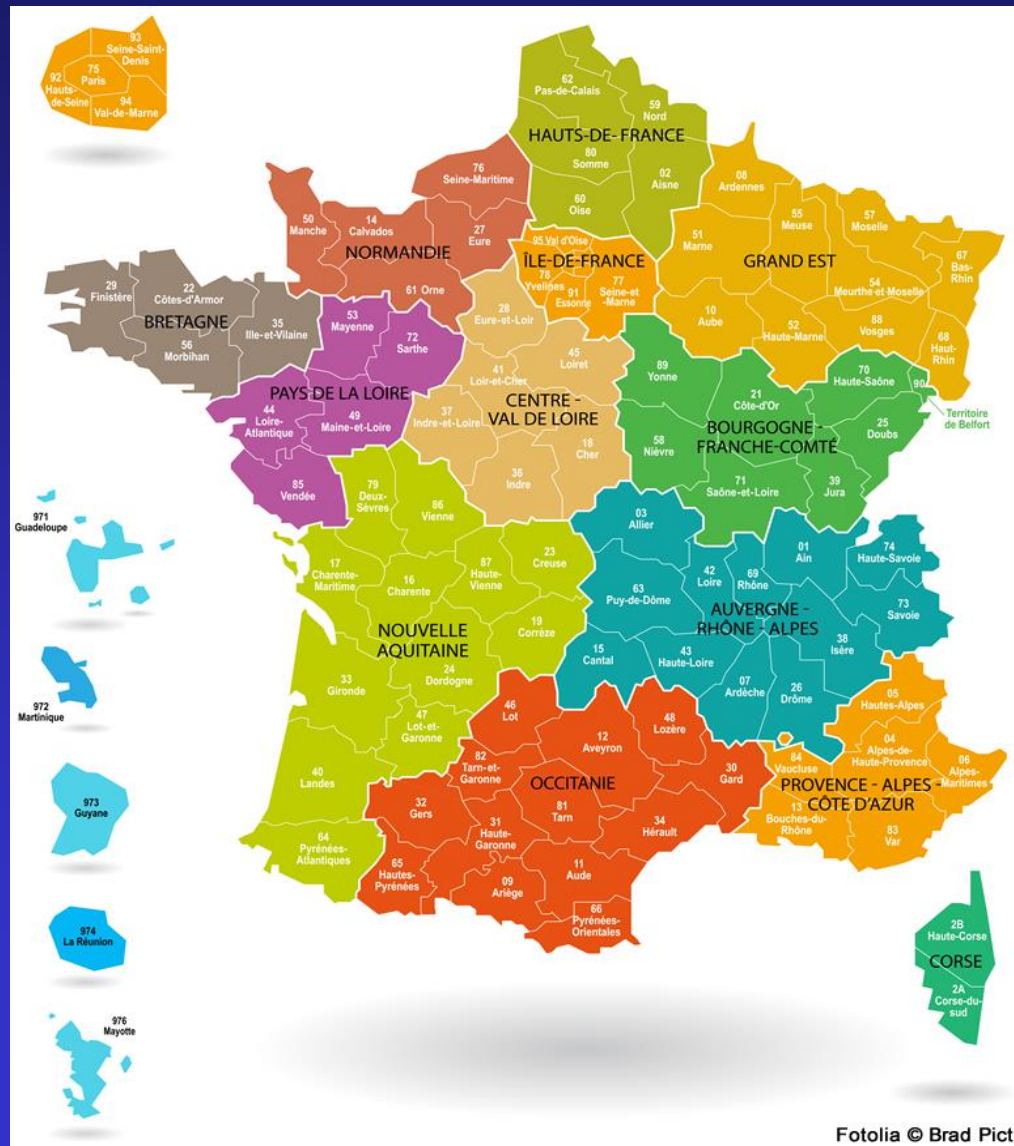 93
Seine-Saint-
Denis
92
Hauts-
de-Seine
75
Paris
94
Val-de-Marne
62
Pas-de-Calais
59
Nord
HAUTS-DE-FRANCE
80
Somme
02
Aisne
60
Oise
76
Seine-Maritime
50
Manche
14
Calvados
27
Eure
NORMANDIE
61 Orne
95 Val d'Oise
ÎLE-DE-FRANCE
78
Yvelines
91
Essonne
77
Seine-et
-Marne
08
Ardennes
55
Meuse
57
Moselle
51
Marne
67
Bas-
Rhin
GRAND EST
54
Meurthe-et-Moselle
10
Aube
52
Haute-Marne
88
Vosges
68
Haut-
Rhin
29
Finistère
22
Côtes-d'Armor
BRETAGNE
35
Ille-et-Vilaine
56
Morbihan
53
Mayenne
72
Sarthe
PAYS DE LA LOIRE
44
Loire-
Atlantique
49
Maine-et-Loire
85
Vendée
28
Eure-et-Loir
45
Loiret
41
Loir-et-Cher
CENTRE -
VAL DE LOIRE
37
Indre-et-Loire
18
Cher
36
Indre
89
Yonne
21
Côte-d'Or
70
Haute-Saône
90
Territoire
de Belfort
BOURGOGNE -
FRANCHE-COMTÉ
25
Doubs
58
Nièvre
71
Saône-et-Loire
39
Jura
79
Deux-
Sèvres
66
Vienne
17
Charente-
Maritime
16
Charente
87
Haute-
Vienne
23
Creuse
19
Corrèze
NOUVELLE
AQUITAINE
24
Dordogne
33
Gironde
47
Lot-et-
Garonne
40
Landes
64
Pyrénées-
Atlantiques
03
Allier
42
Loire
69
Rhône
01
Ain
74
Haute-Savoie
63
Puy-de-Dôme
73
Savoie
AUVERGNE -
RHÔNE - ALPES
38
Isère
15
Cantal
43
Haute-Loire
07
Ardèche
26
Drôme
46
Lot
12
Aveyron
48
Lozère
82
Tarn-et-
Garonne
30
Gard
OCCITANIE
32
Gers
31
Haute-
Garonne
81
Tarn
34
Hérault
65
Hautes-
Pyrénées
09
Ariège
11
Aude
66
Pyrénées-
Orientales
05
Hautes-Alpes
04
Alpes-de-
Haute-Provence
06
Alpes-
Maritimes
84
Vaucluse
PROVENCE - ALPES -
CÔTE D'AZUR
13
Bouches-du-
Rhône
83
Var
2B
Haute-Corse
CORSE
2A
Corse-du-
sud
971
Guadeloupe
972
Martinique
973
Guyane
974
La Réunion
976
Mayotte
Fotolia © Brad Pict